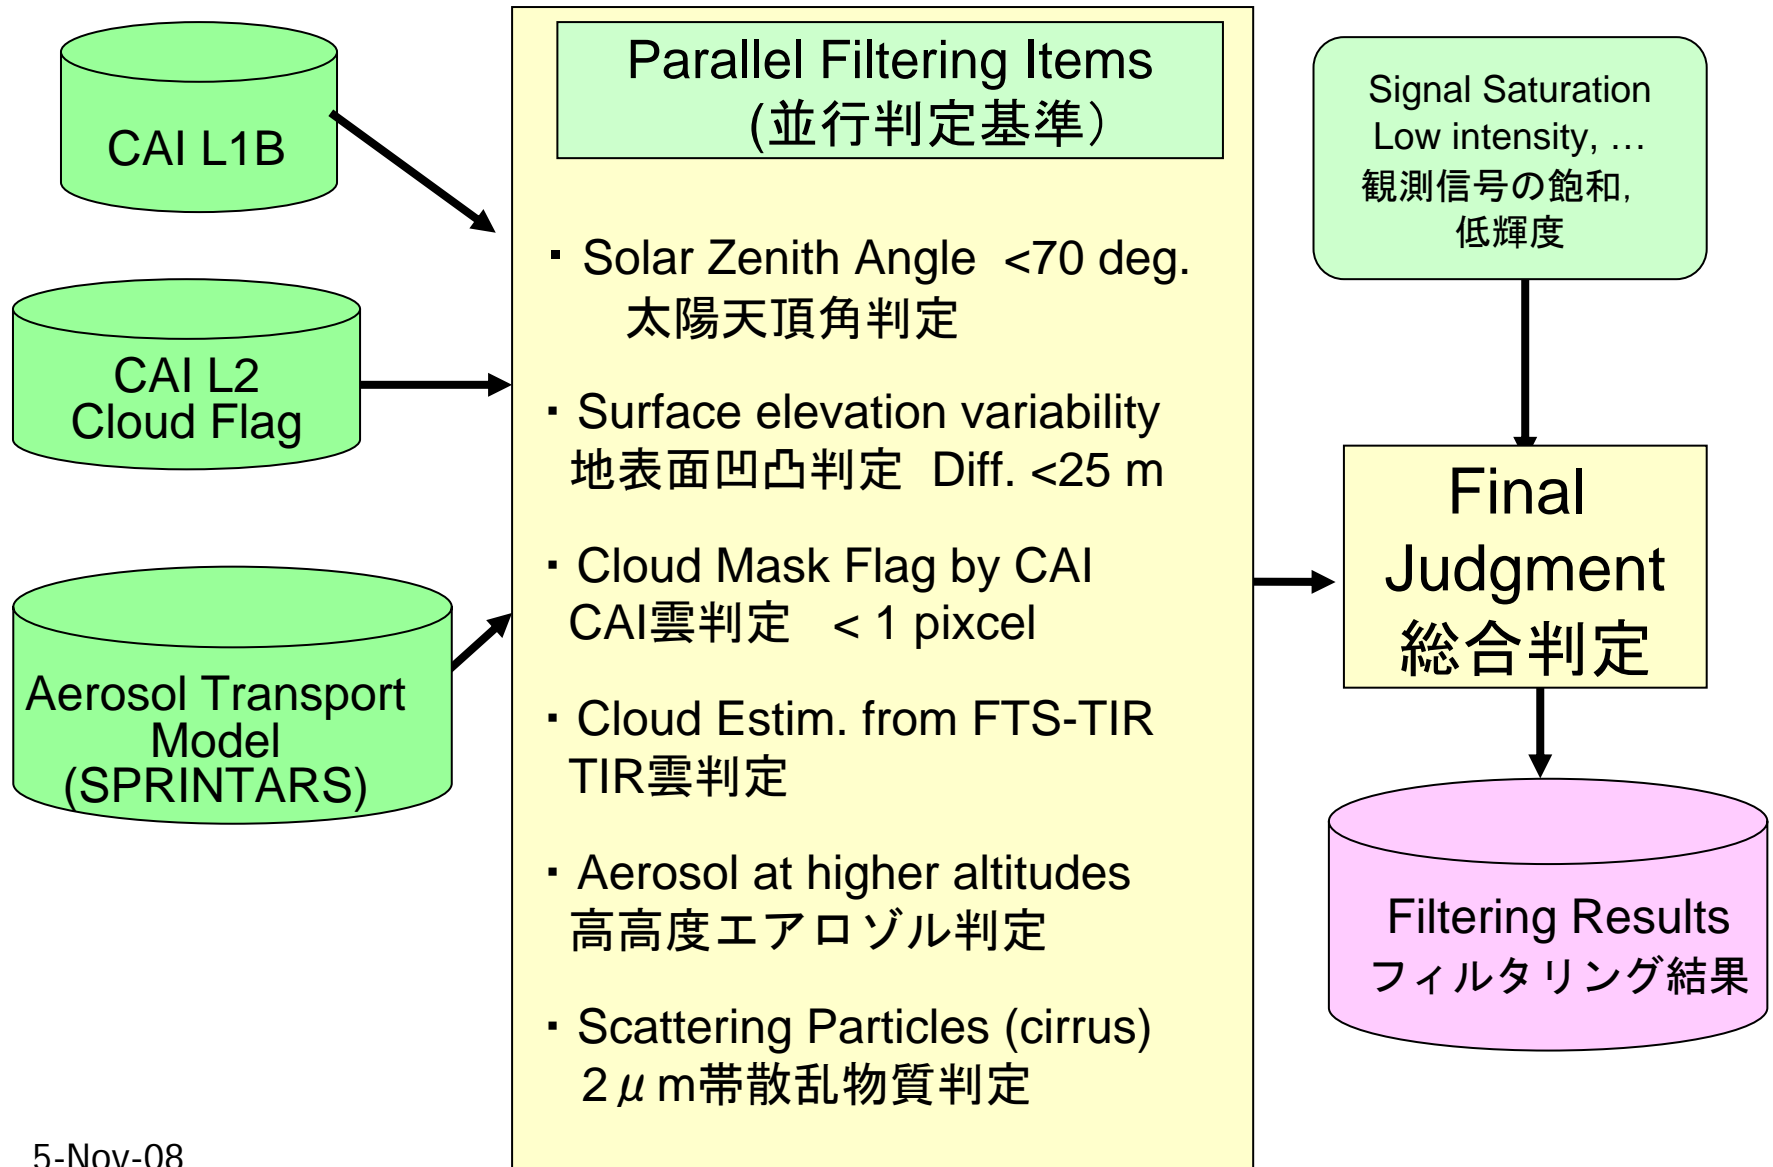 CAI L1B
CAI L2
Cloud Flag
Aerosol Transport
Model
(SPRINTARS)
Parallel Filtering Items
(並行判定基準）
・Solar Zenith Angle  <70 deg.
太陽天頂角判定
・Surface elevation variability
地表面凹凸判定  Diff. <25 m
・Cloud Mask Flag by CAI
CAI雲判定   < 1 pixcel
・Cloud Estim. from FTS-TIR
TIR雲判定
・Aerosol at higher altitudes
高高度エアロゾル判定
・Scattering Particles (cirrus)
2μm帯散乱物質判定
Signal Saturation
Low intensity, …
観測信号の飽和,
低輝度
Final
Judgment
総合判定
Filtering Results
フィルタリング結果
5-Nov-08